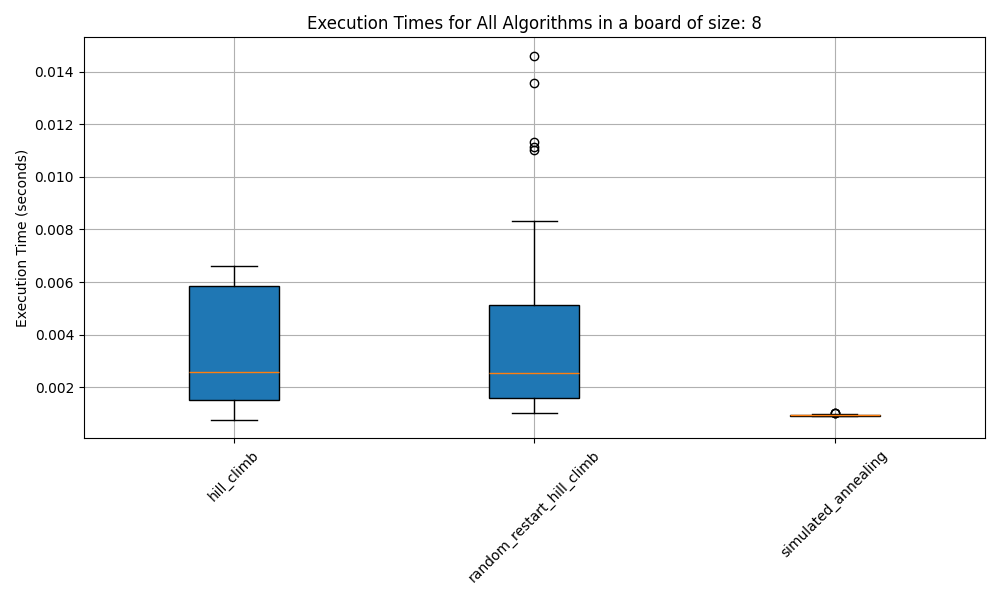 Execution Times for All Algorithms in a board of size: 8
Execution Time (seconds)
0.014
0.012
0.010
0.008
0.006
0.004
0.002
hill_climb
random_restart_hill_climb
simulated_annealing